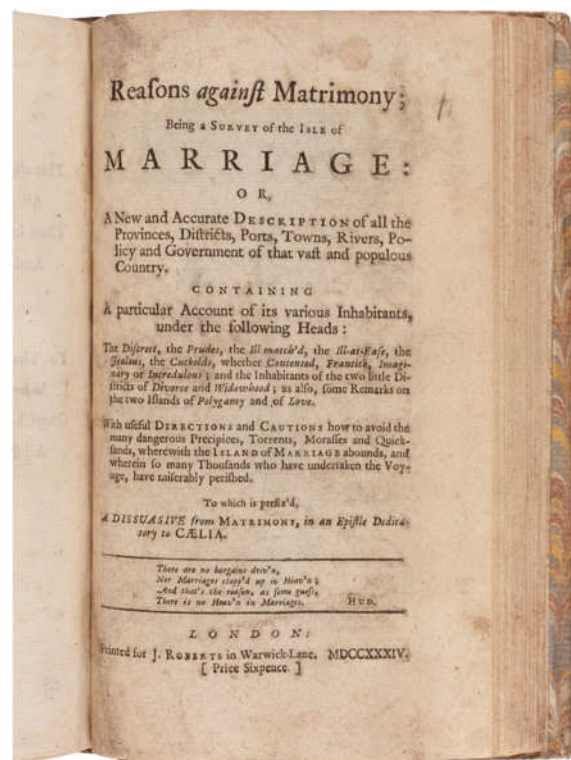 Reaſons againſt Matrimony;
Being a SURVEY of the ISLE of
MARRIAGE:
OR,
A New and Accurate DESCRIPTION of all the
Provinces, Diſtricts, Ports, Towns, Rivers, Po-
licy and Government of that vaſt and populous
Country.
CONTAINING
A particular Account of its various Inhabitants,
under the following Heads:
The Diſcreet, the Prudes, the Ill match'd, the Ill-at-Eaſe, the
Jealous, the Cuckolds, whether Contented, Frantick, Imagi-
nary or Incredulous; and the Inhabitants of the two little Di-
ſtricts of Divorce and Widowhood; as alſo, ſome Remarks on
the two Iſlands of Polygamy and of Love.
With uſeful DIRECTIONS and CAUTIONS how to avoid the
many dangerous Precipices, Torrents, Moraſſes and Quick-
ſands, wherewith the ISLAND of MARRIAGE abounds, and
wherein ſo many Thouſands who have undertaken the Voy-
age, have miſerably periſhed.
To which is prefix'd,
A DISSUASIVE from MATRIMONY, in an Epiſtle Dedica-
tory to CÆLIA.
There are no bargains driv'n,
Nor Marriages clapp'd up in Heav'n;
And that's the reaſon, as ſome gueſs,
There is no Heav'n in Marriages. HUD.
LONDON:
Printed for J. ROBERTS in Warwick-Lane. MDCCXXXIV.
[ Price Sixpence. ]